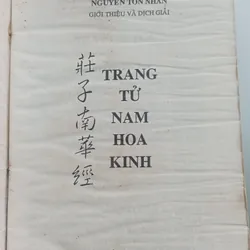 NGUYỄN TÔN NHAN
GIỚI THIỆU VÀ DỊCH GIẢI
莊子南華經
TRANG
TỬ
NAM
HOA
KINH